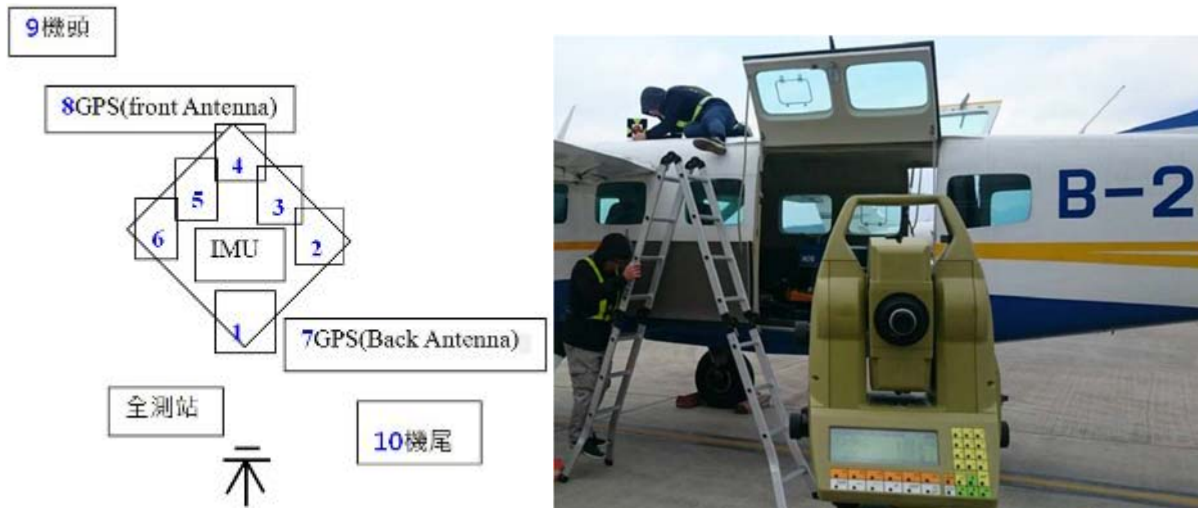 9機頭
8GPS(front Antenna)
4
5
3
6
IMU
2
1
7GPS(Back Antenna)
全測站
10機尾
B-2